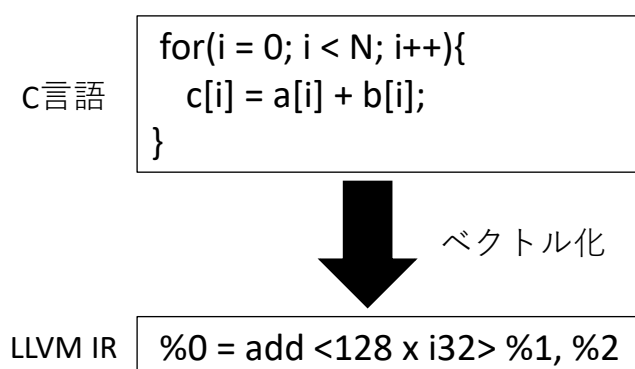 for(i = 0; i < N; i++){
C言語
c[i] = a[i] + b[i];
}
ベクトル化
LLVM IR
%0 = add <128 x i32> %1, %2